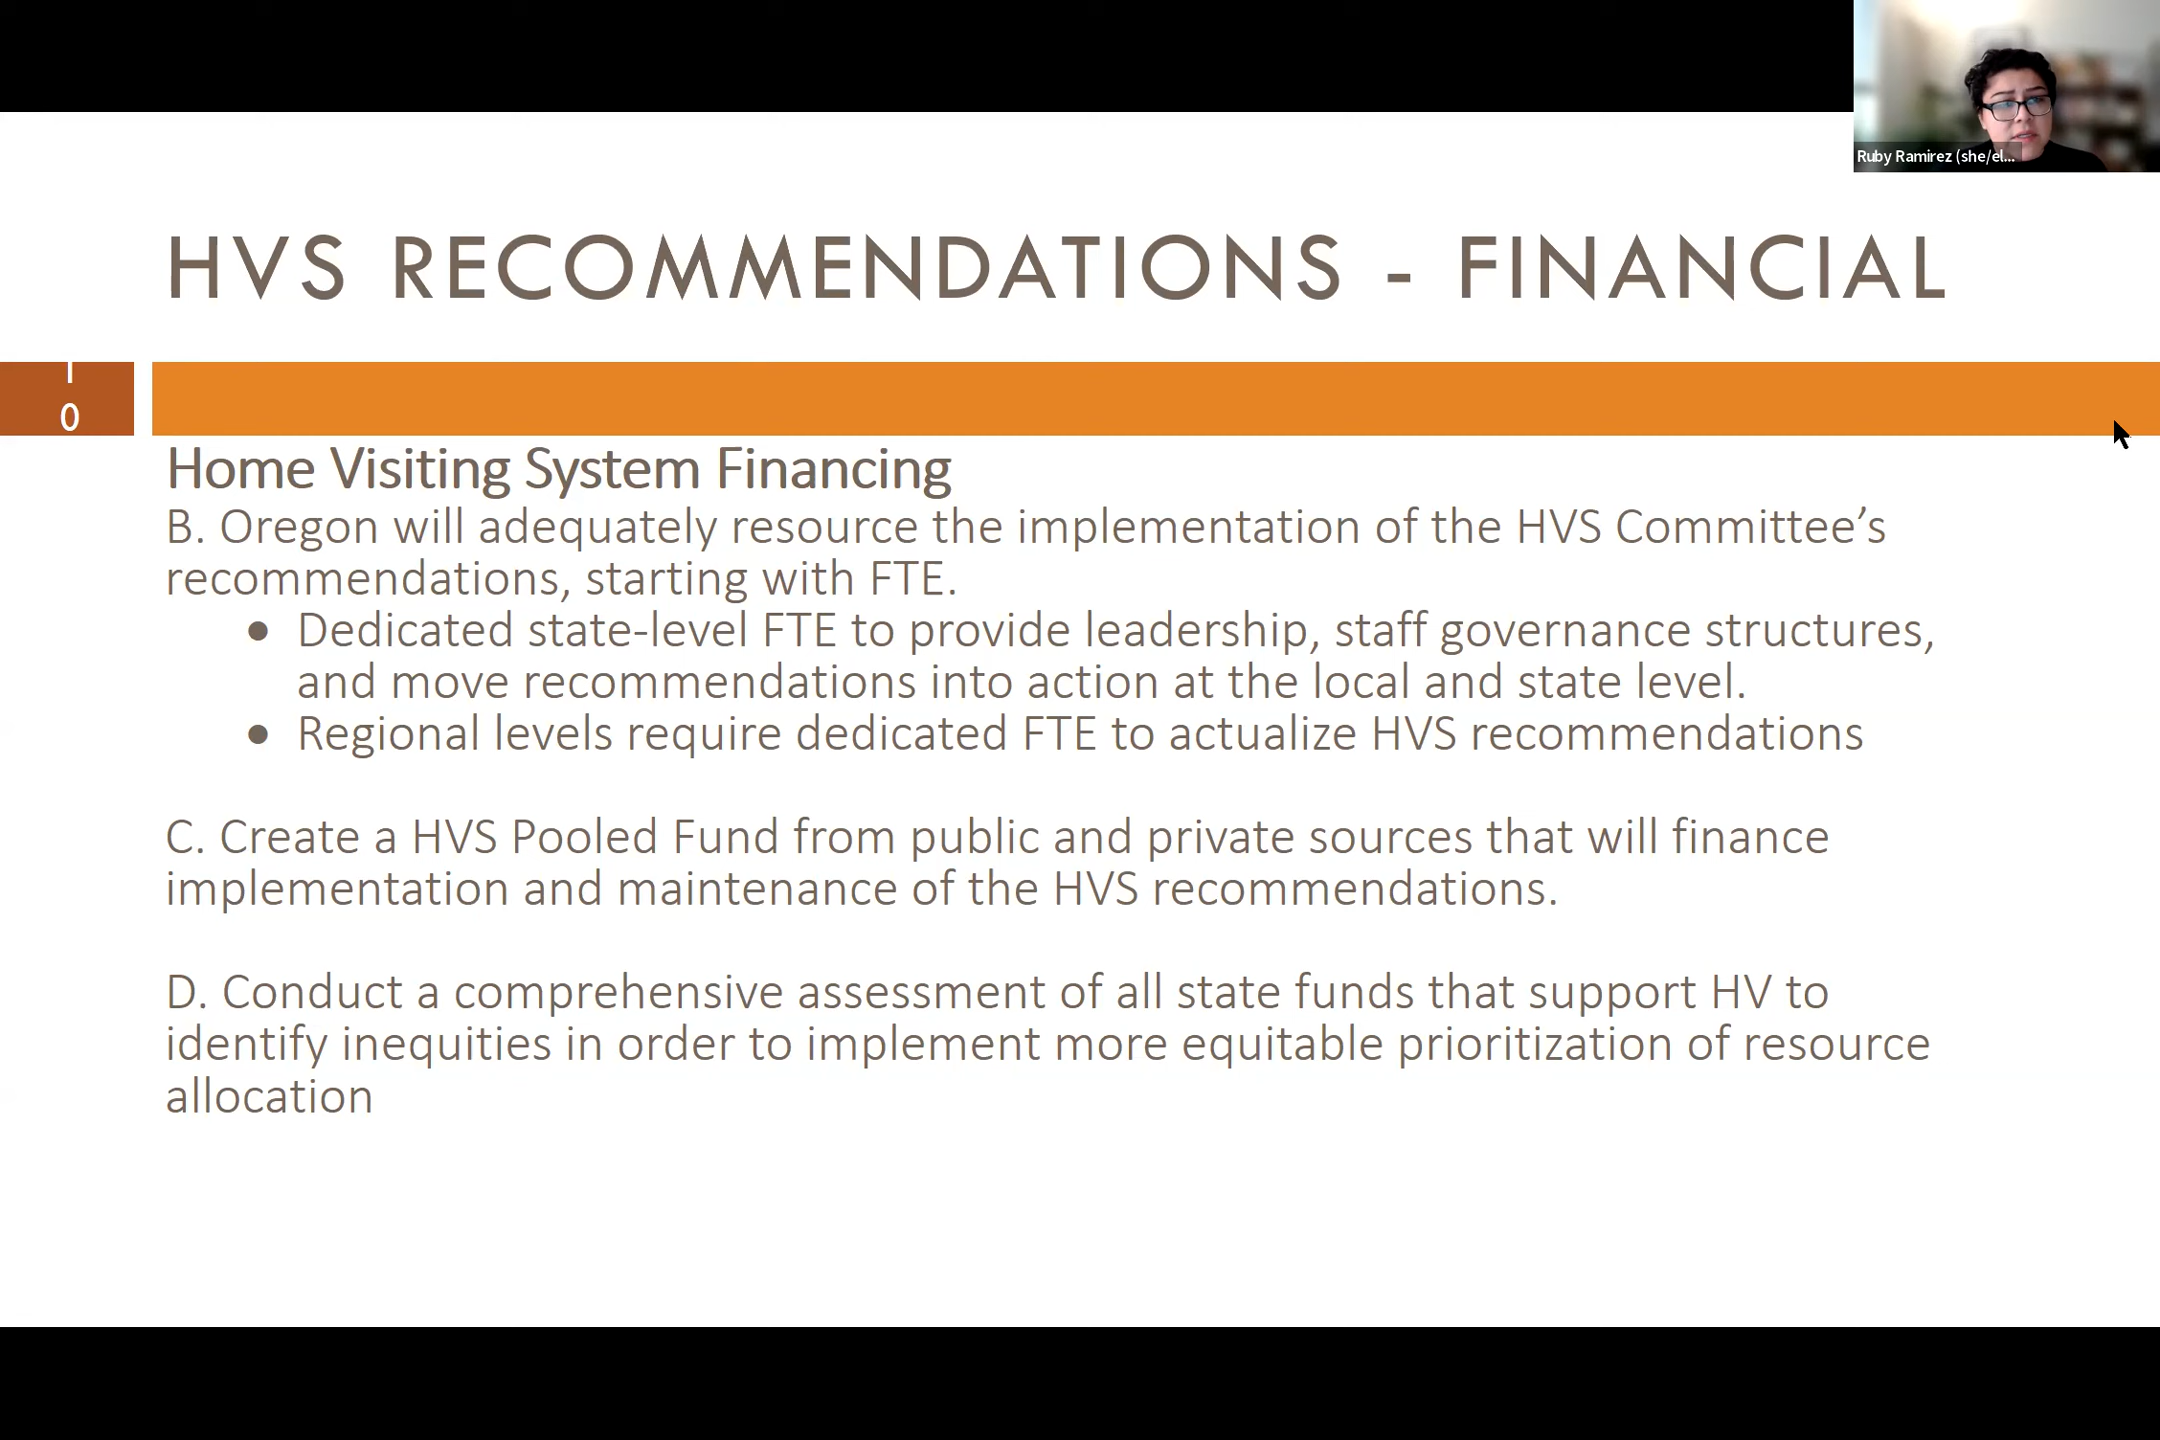 Ruby Ramirez (she/el...
HVS RECOMMENDATIONS - FINANCIAL
1
0
Home Visiting System Financing
B. Oregon will adequately resource the implementation of the HVS Committee’s
recommendations, starting with FTE.
● Dedicated state-level FTE to provide leadership, staff governance structures,
and move recommendations into action at the local and state level.
● Regional levels require dedicated FTE to actualize HVS recommendations
C. Create a HVS Pooled Fund from public and private sources that will finance
implementation and maintenance of the HVS recommendations.
D. Conduct a comprehensive assessment of all state funds that support HV to
identify inequities in order to implement more equitable prioritization of resource
allocation